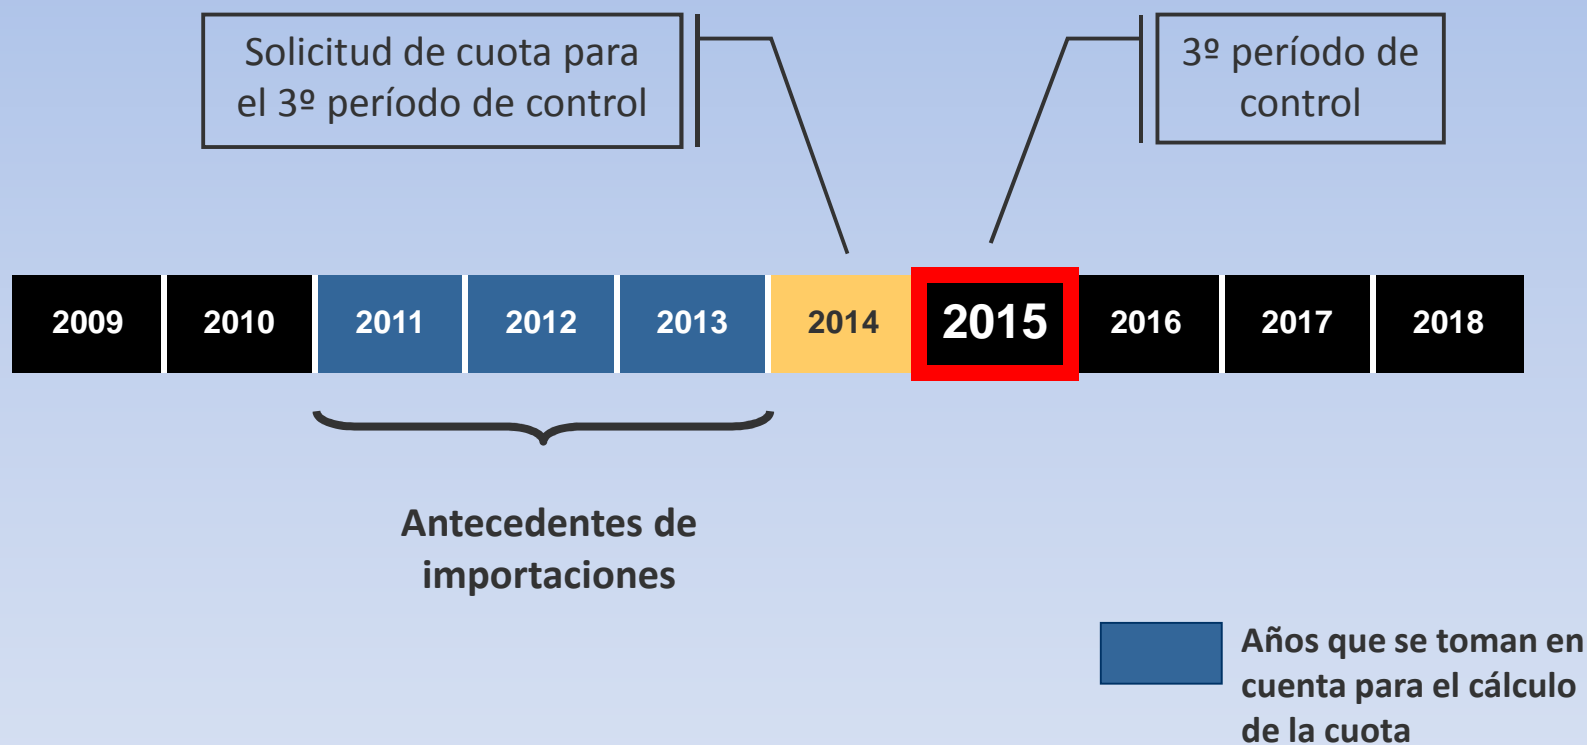 Solicitud de cuota para
el 3º período de control
3º período de
control
2009 2010 2011 2012 2013 2014 2015 2016 2017 2018
Antecedentes de
importaciones
Años que se toman en
cuenta para el cálculo
de la cuota